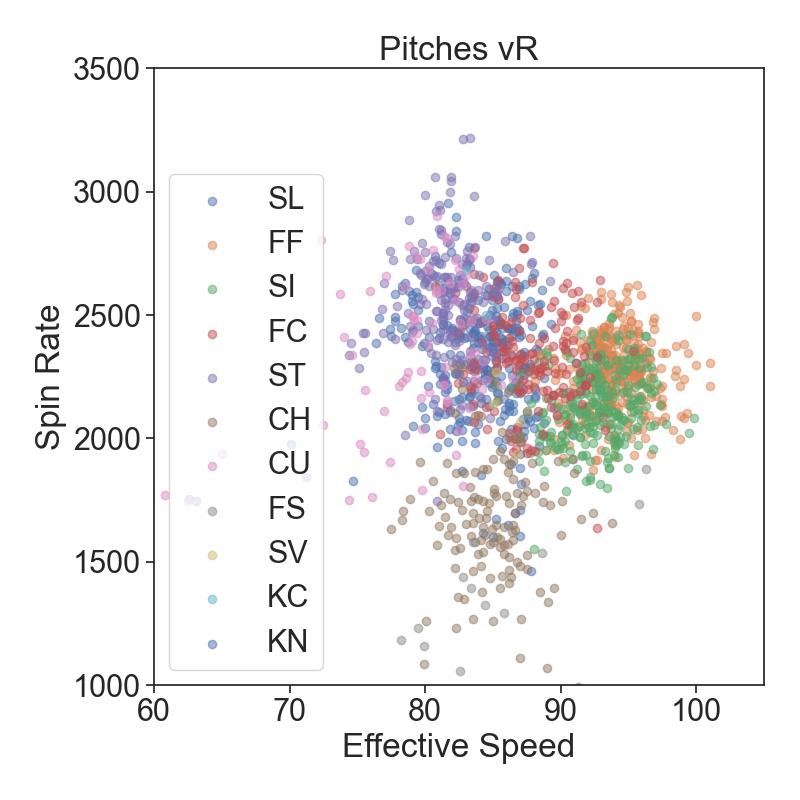 Pitches vR
3500
3000
2500
2000
1500
1000
Spin Rate
SL
FF
SI
FC
ST
CH
CU
FS
SV
KC
KN
60 70 80 90 100
Effective Speed